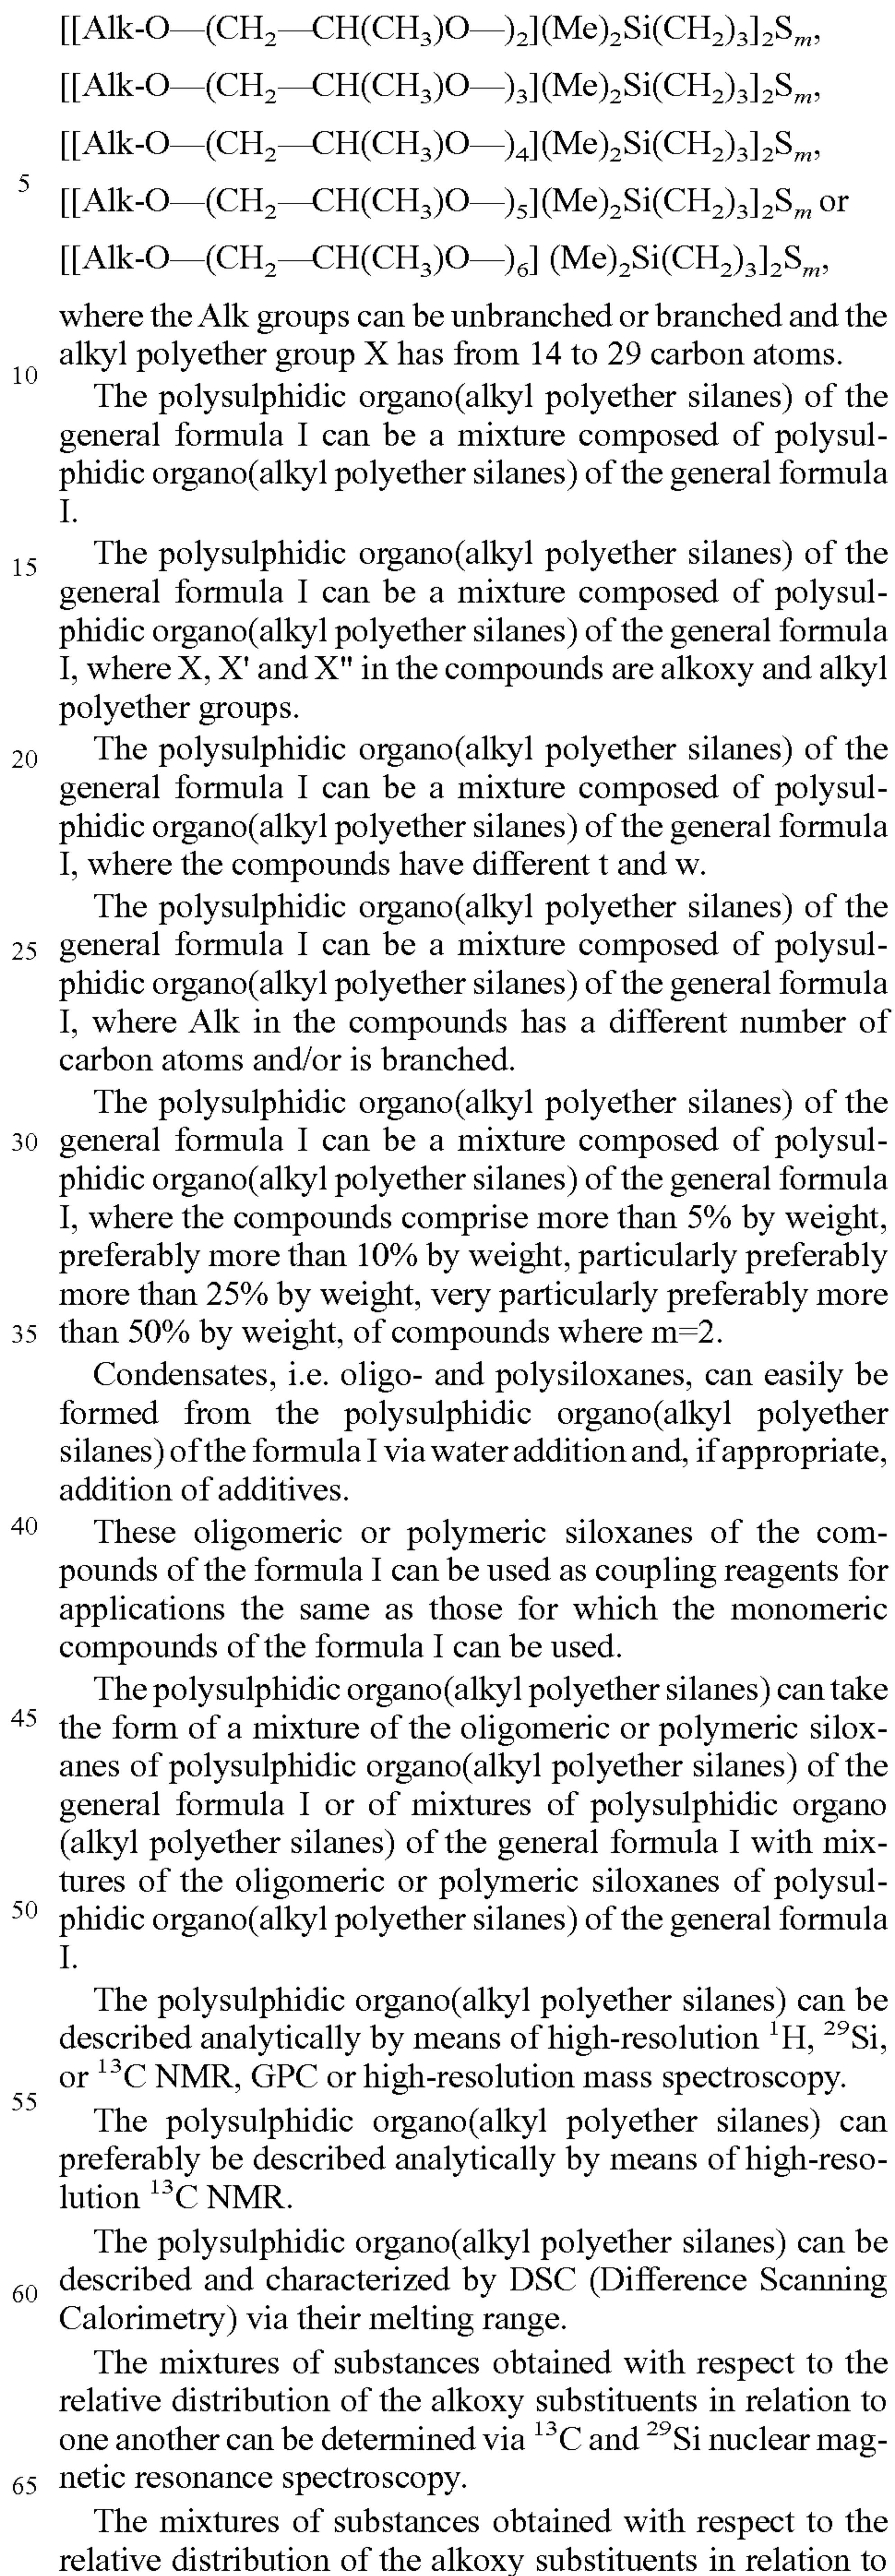 [[Alk-O—(CH₂—CH(CH₃)O—)₂](Me)₂Si(CH₂)₃]₂Sₘ,
[[Alk-O—(CH₂—CH(CH₃)O—)₃](Me)₂Si(CH₂)₃]₂Sₘ,
[[Alk-O—(CH₂—CH(CH₃)O—)₄](Me)₂Si(CH₂)₃]₂Sₘ,
5
[[Alk-O—(CH₂—CH(CH₃)O—)₅](Me)₂Si(CH₂)₃]₂Sₘ or
[[Alk-O—(CH₂—CH(CH₃)O—)₆] (Me)₂Si(CH₂)₃]₂Sₘ,
where the Alk groups can be unbranched or branched and the
alkyl polyether group X has from 14 to 29 carbon atoms.
10
The polysulphidic organo(alkyl polyether silanes) of the
general formula I can be a mixture composed of polysul-
phidic organo(alkyl polyether silanes) of the general formula
I.
The polysulphidic organo(alkyl polyether silanes) of the
15 general formula I can be a mixture composed of polysul-
phidic organo(alkyl polyether silanes) of the general formula
I, where X, X' and X" in the compounds are alkoxy and alkyl
polyether groups.
The polysulphidic organo(alkyl polyether silanes) of the
20 general formula I can be a mixture composed of polysul-
phidic organo(alkyl polyether silanes) of the general formula
I, where the compounds have different t and w.
The polysulphidic organo(alkyl polyether silanes) of the
25 general formula I can be a mixture composed of polysul-
phidic organo(alkyl polyether silanes) of the general formula
I, where Alk in the compounds has a different number of
carbon atoms and/or is branched.
The polysulphidic organo(alkyl polyether silanes) of the
30 general formula I can be a mixture composed of polysul-
phidic organo(alkyl polyether silanes) of the general formula
I, where the compounds comprise more than 5% by weight,
preferably more than 10% by weight, particularly preferably
more than 25% by weight, very particularly preferably more
35 than 50% by weight, of compounds where m=2.
Condensates, i.e. oligo- and polysiloxanes, can easily be
formed from the polysulphidic organo(alkyl polyether
silanes) of the formula I via water addition and, if appropriate,
addition of additives.
40 These oligomeric or polymeric siloxanes of the com-
pounds of the formula I can be used as coupling reagents for
applications the same as those for which the monomeric
compounds of the formula I can be used.
The polysulphidic organo(alkyl polyether silanes) can take
45 the form of a mixture of the oligomeric or polymeric silox-
anes of polysulphidic organo(alkyl polyether silanes) of the
general formula I or of mixtures of polysulphidic organo
(alkyl polyether silanes) of the general formula I with mix-
tures of the oligomeric or polymeric siloxanes of polysul-
50 phidic organo(alkyl polyether silanes) of the general formula
I.
The polysulphidic organo(alkyl polyether silanes) can be
described analytically by means of high-resolution ¹H, ²⁹Si,
or ¹³C NMR, GPC or high-resolution mass spectroscopy.
55
The polysulphidic organo(alkyl polyether silanes) can
preferably be described analytically by means of high-reso-
lution ¹³C NMR.
The polysulphidic organo(alkyl polyether silanes) can be
60 described and characterized by DSC (Difference Scanning
Calorimetry) via their melting range.
The mixtures of substances obtained with respect to the
relative distribution of the alkoxy substituents in relation to
one another can be determined via ¹³C and ²⁹Si nuclear mag-
65 netic resonance spectroscopy.
The mixtures of substances obtained with respect to the
relative distribution of the alkoxy substituents in relation to